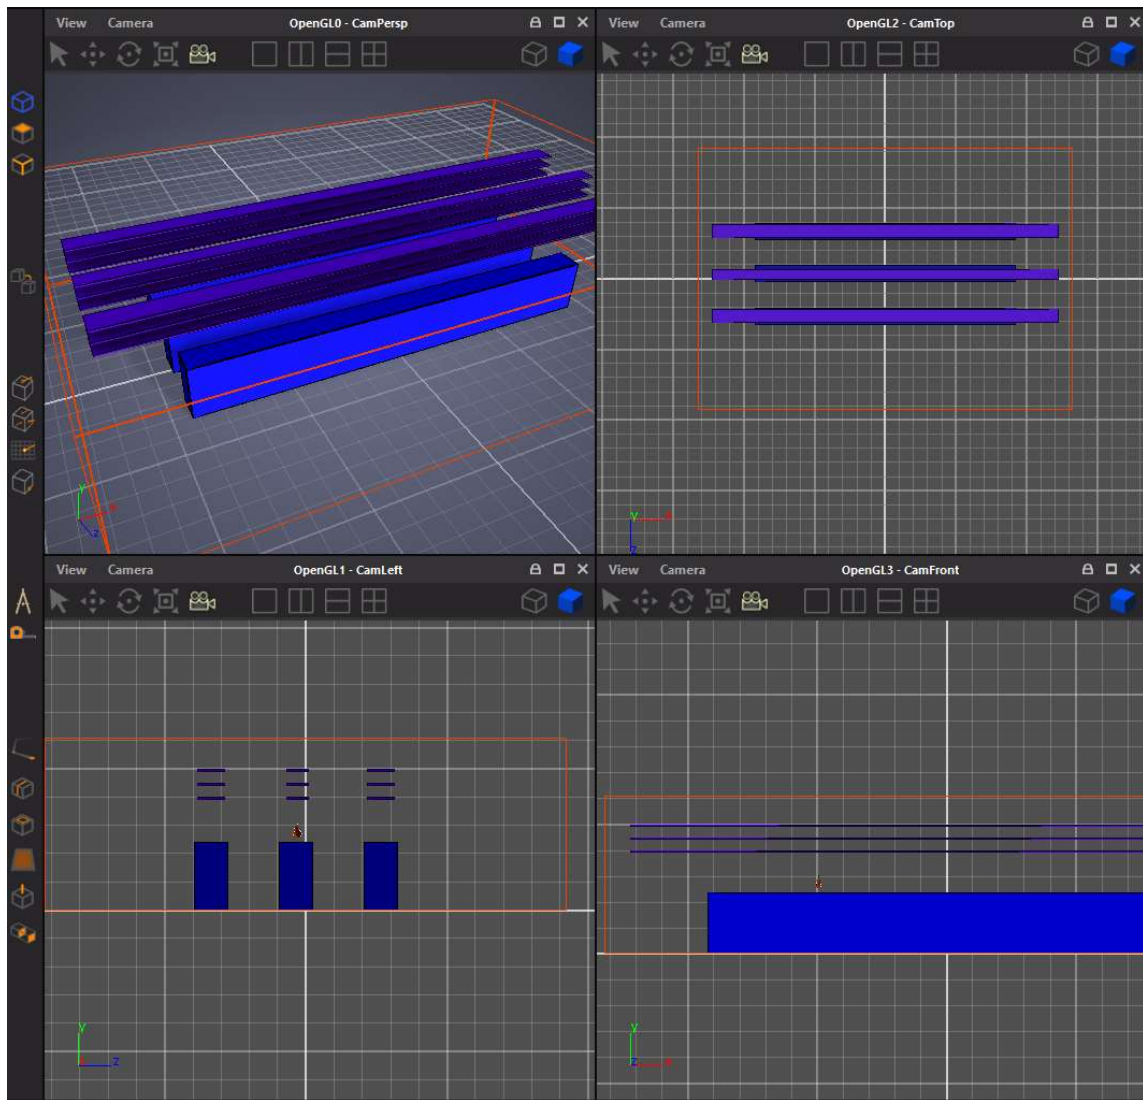 View Camera OpenGL0 - CamPersp
View Camera OpenGL2 - CamTop
y
x
z
y
x
z
View Camera OpenGL1 - CamLeft
View Camera OpenGL3 - CamFront
y
z
y
z
x